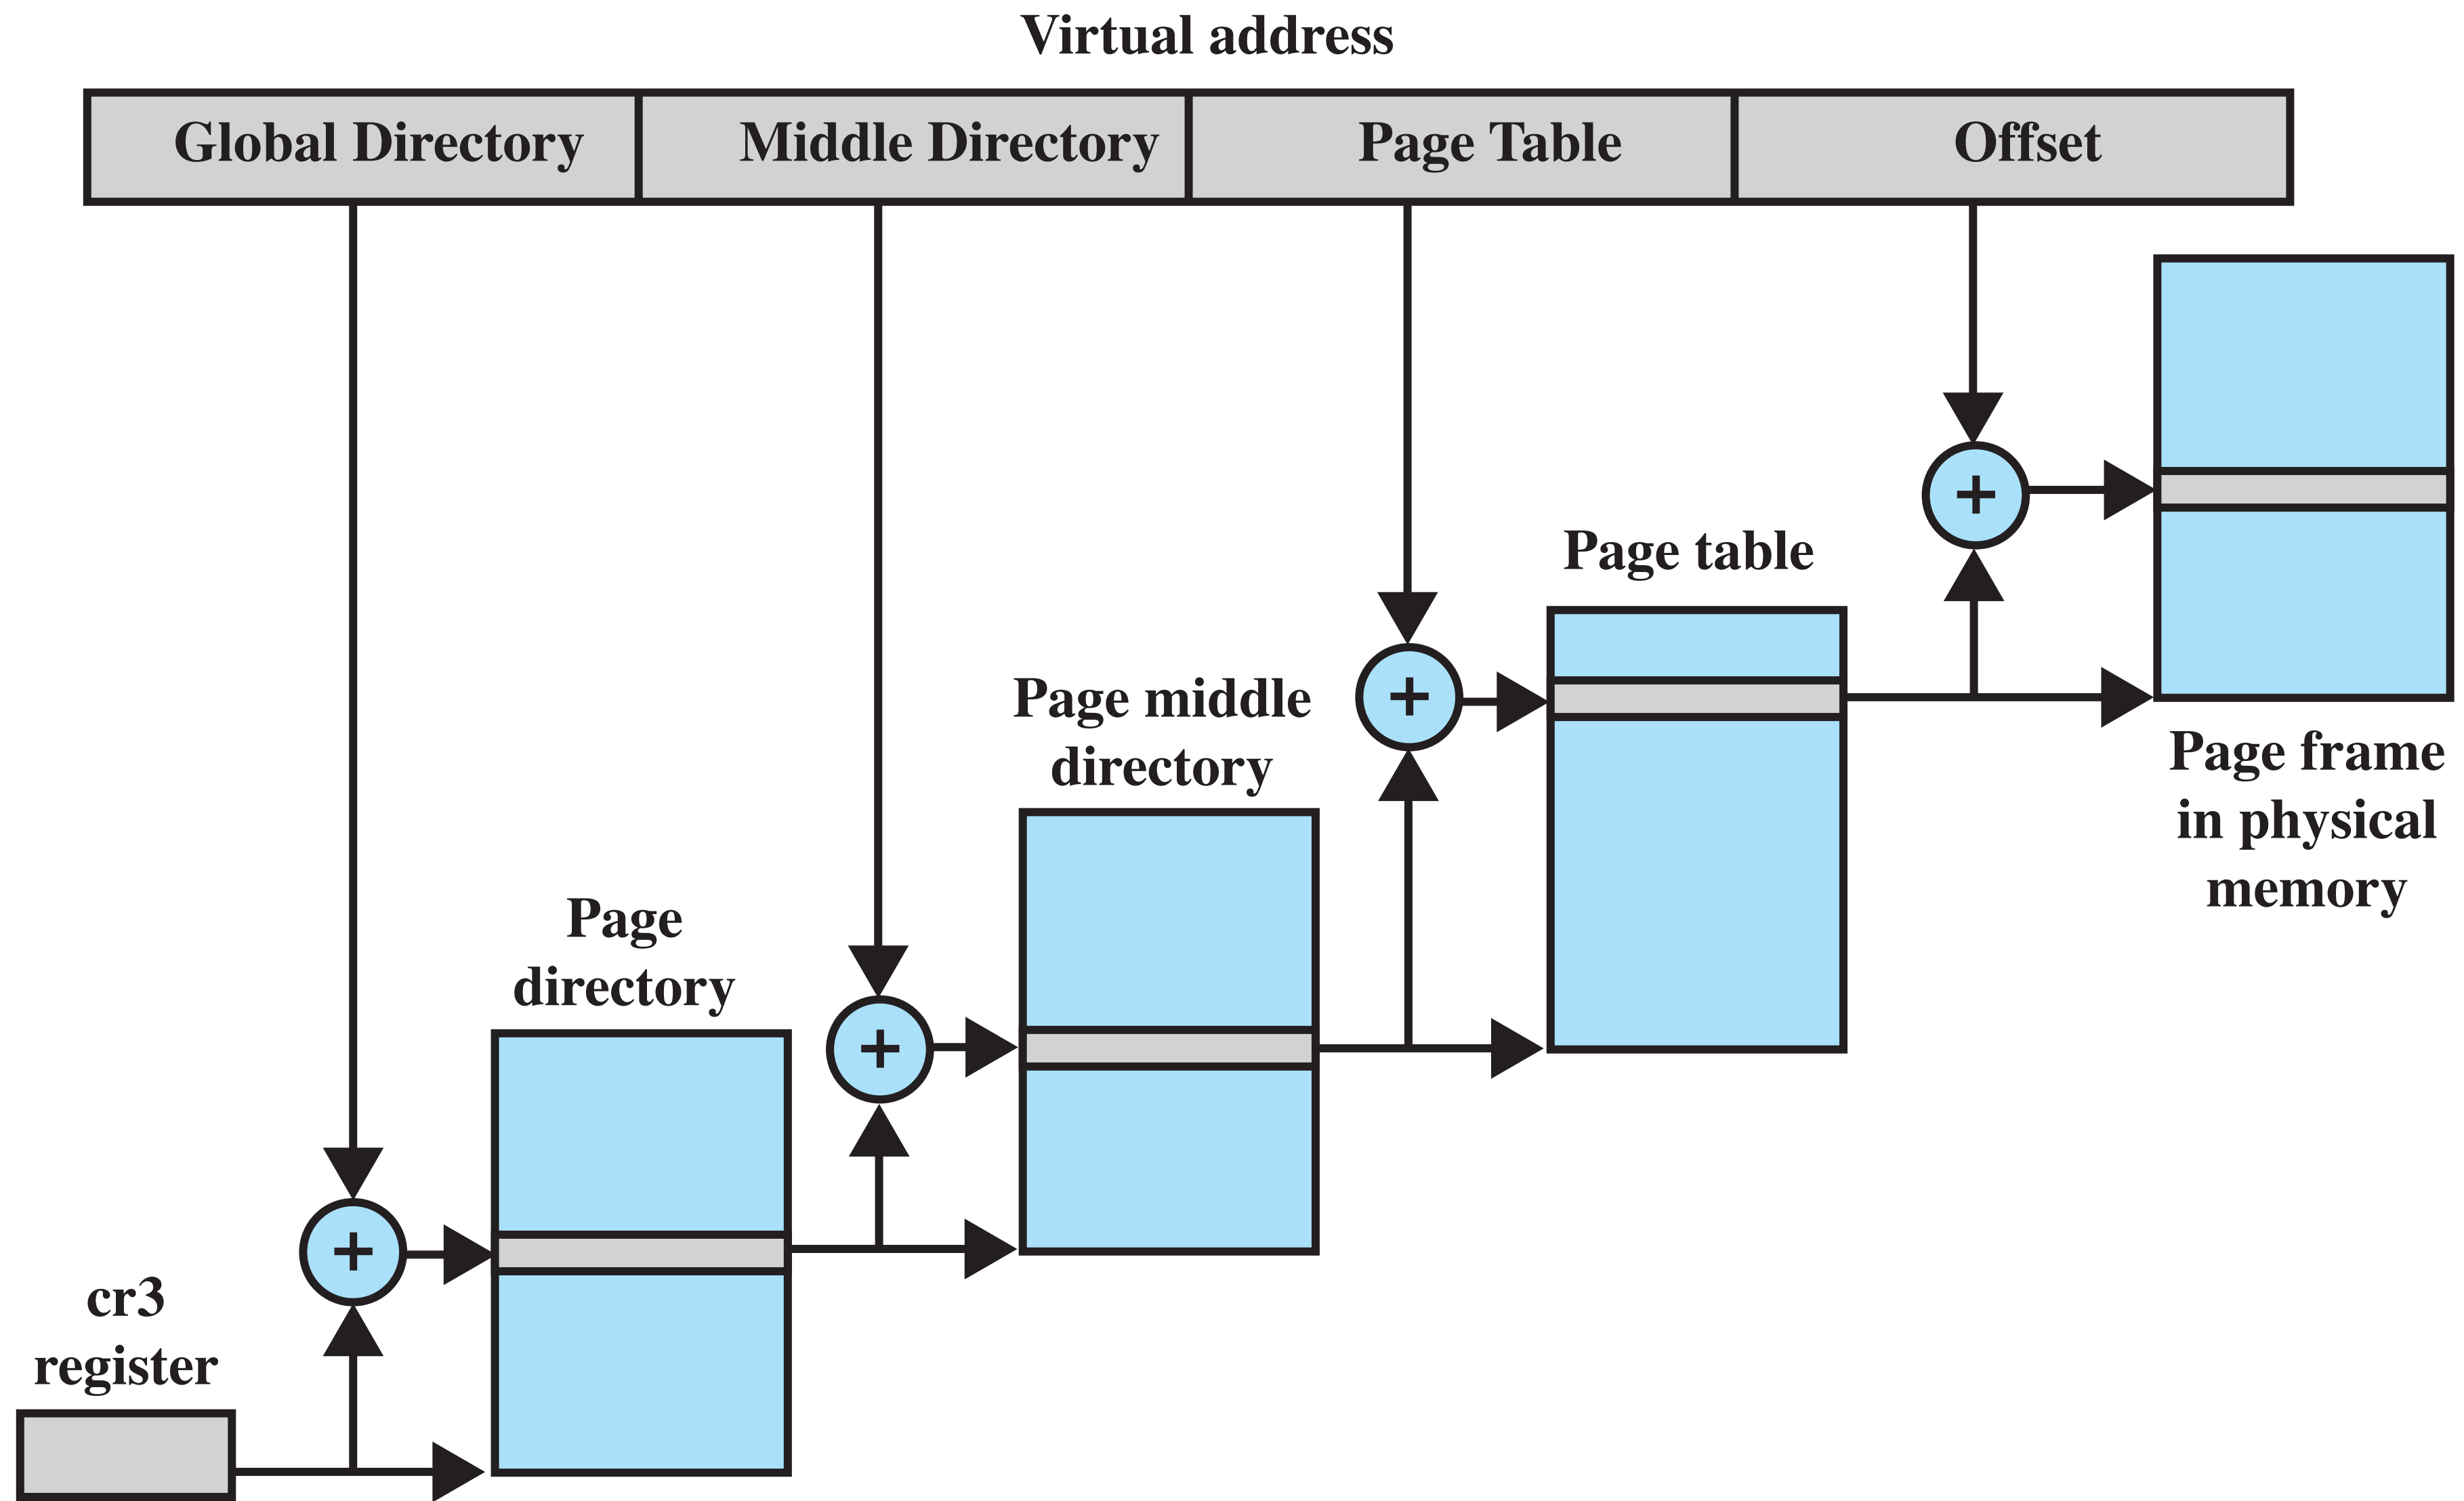 Virtual address
Global Directory
Middle Directory
Page Table
Offset
+
Page table
+
Page middle
directory
Page frame
in physical
memory
Page
directory
+
+
cr3
register